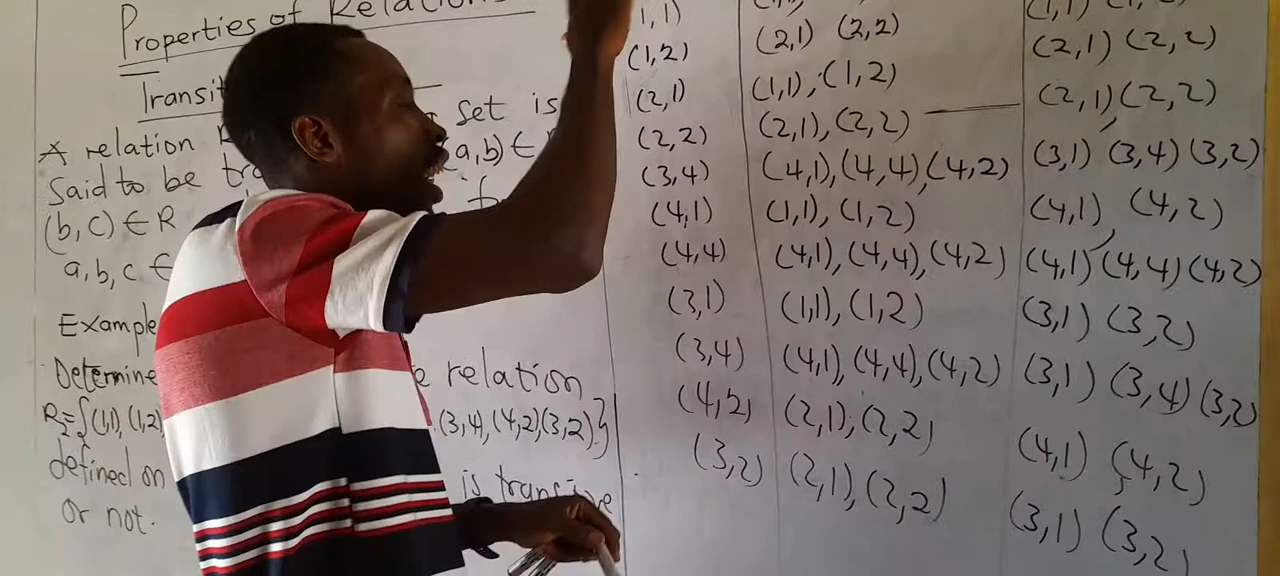 Properties of Relation
Transit
A relation set is
Said to be tra a,b) ∈
(b, c) ∈ R
a, b, c ∈
Example
Determine e relation
R={(1,1), (1,2) (3,4), (4,2)(3,2)}
defined on is transitive
or not.
1,1)
(1,2)
(2,1)
(2,2)
(3,4)
(4,1)
(4,4)
(3,1)
(3,4)
(4,2)
(3,2)
(2,1) (2,2)
(1,1), (1,2)
(2,1), (2,2)
(4,1), (4,4), (4,2)
(1,1), (1,2)
(4,1), (4,4), (4,2)
(1,1), (1,2)
(4,1), (4,4), (4,2)
(2,1), (2,2)
(2,1), (2,2)
(2,1) (2,2)
(2,1) (2,2)
(3,1) (3,4) (3,2)
(4,1) (4,2)
(4,1) (4,4) (4,2)
(3,1) (3,2)
(3,1) (3,4) (3,2)
(4,1) (4,2)
(3,1) (3,2)